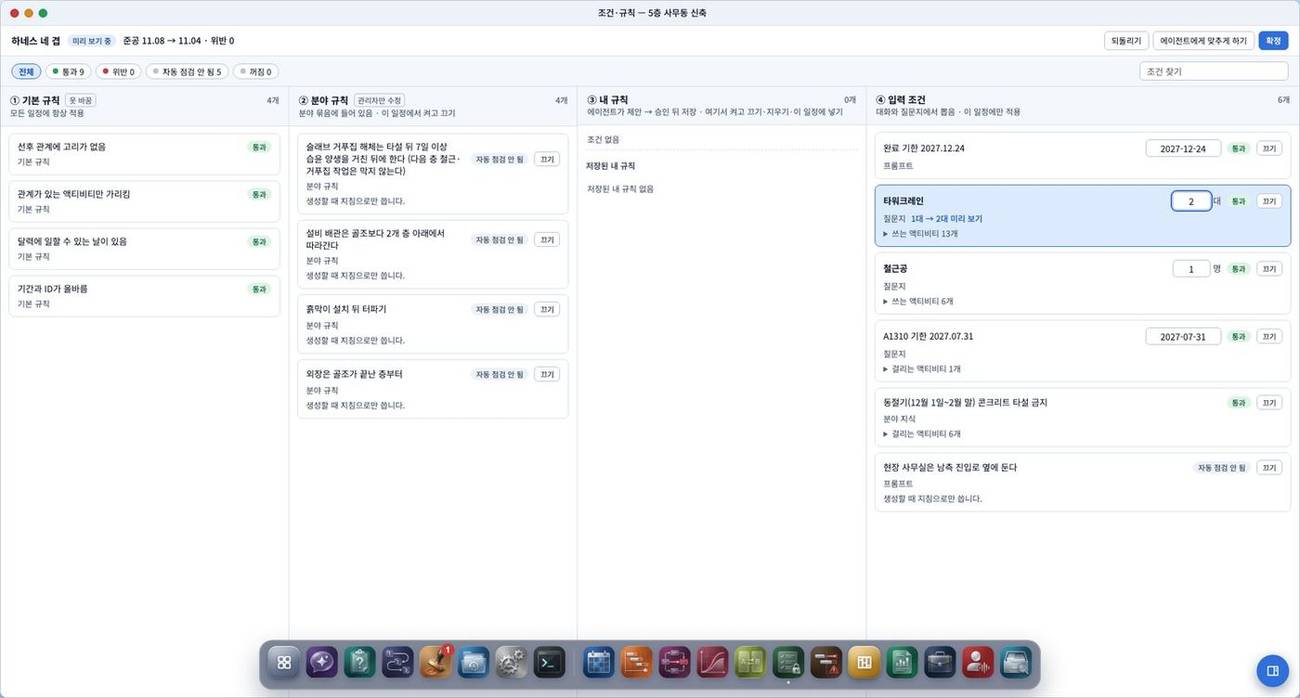 조건·규칙 — 5층 사무동 신축
하네스 네 겹 미리 보기 중 준공 11.08 → 11.04 · 위반 0
되돌리기 에이전트에게 맞추게 하기 확정
전체 통과 9 위반 0 자동 점검 안 됨 5 꺼짐 0
조건 찾기
① 기본 규칙 못 바꿈 4개
모든 일정에 항상 적용
선후 관계에 고리가 없음 통과
기본 규칙
관계가 있는 액티비티만 가리킴 통과
기본 규칙
달력에 일할 수 있는 날이 있음 통과
기본 규칙
기간과 ID가 올바름 통과
기본 규칙
② 분야 규칙 관리자만 수정 4개
분야 묶음에 들어 있음 · 이 일정에서 켜고 끄기
슬래브 거푸집 해체는 타설 뒤 7일 이상
습윤 양생을 거친 뒤에 한다 (다음 층 철근·
거푸집 작업은 막지 않는다)
자동 점검 안 됨 끄기
분야 규칙
생성할 때 지침으로만 씁니다.
설비 배관은 골조보다 2개 층 아래에서
따라간다
자동 점검 안 됨 끄기
분야 규칙
생성할 때 지침으로만 씁니다.
흙막이 설치 뒤 터파기 자동 점검 안 됨 끄기
분야 규칙
생성할 때 지침으로만 씁니다.
외장은 골조가 끝난 층부터 자동 점검 안 됨 끄기
분야 규칙
생성할 때 지침으로만 씁니다.
③ 내 규칙 0개
에이전트가 제안 → 승인 뒤 저장 · 여기서 켜고 끄기·지우기·이 일정에 넣기
조건 없음
저장된 내 규칙
저장된 내 규칙 없음
④ 입력 조건 6개
대화와 질문지에서 뽑음 · 이 일정에만 적용
완료 기한 2027.12.24 2027-12-24 통과 끄기
프롬프트
타워크레인 2 대 통과 끄기
질문지 1대 → 2대 미리 보기
▶ 쓰는 액티비티 13개
철근공 1 명 통과 끄기
질문지
▶ 쓰는 액티비티 6개
A1310 기한 2027.07.31 2027-07-31 통과 끄기
질문지
▶ 걸리는 액티비티 1개
동절기(12월 1일~2월 말) 콘크리트 타설 금지 통과 끄기
분야 지식
▶ 걸리는 액티비티 6개
현장 사무실은 남측 진입로 옆에 둔다 자동 점검 안 됨 끄기
프롬프트
생성할 때 지침으로만 씁니다.
1